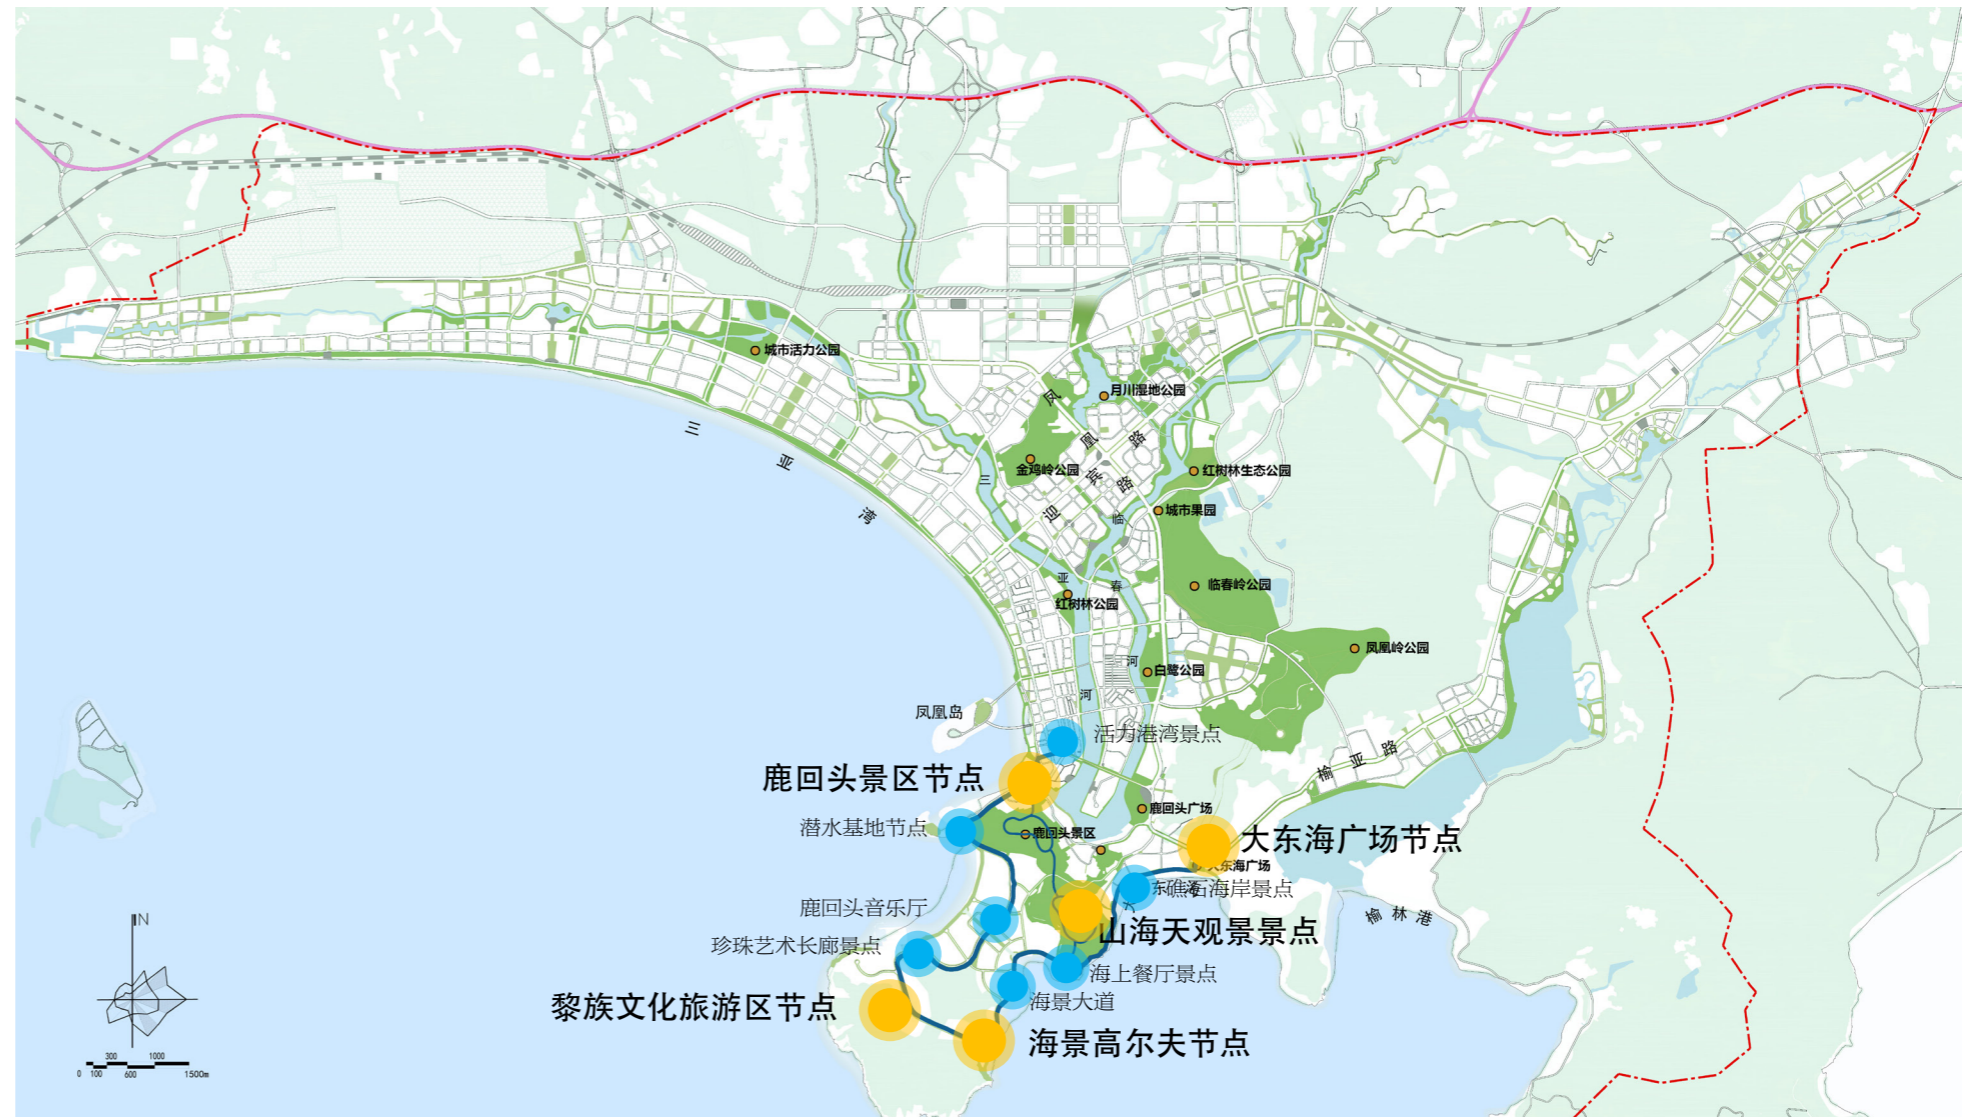 城市活力公园
月川湿地公园
凤凰路
三亚湾
金鸡岭公园
迎宾路
红树林生态公园
城市果园
三亚河
临春河
临春岭公园
红树林公园
凤凰岭公园
白鹭公园
凤凰岛
活力港湾景点
榆亚路
鹿回头景区节点
鹿回头广场
潜水基地节点
鹿回头景区
大东海广场节点
大东海广场
大东海
礁石海岸景点
鹿回头音乐厅
榆林港
山海天观景景点
珍珠艺术长廊景点
海上餐厅景点
海景大道
黎族文化旅游区节点
海景高尔夫节点
N
300 1000
0 100 600 1500m